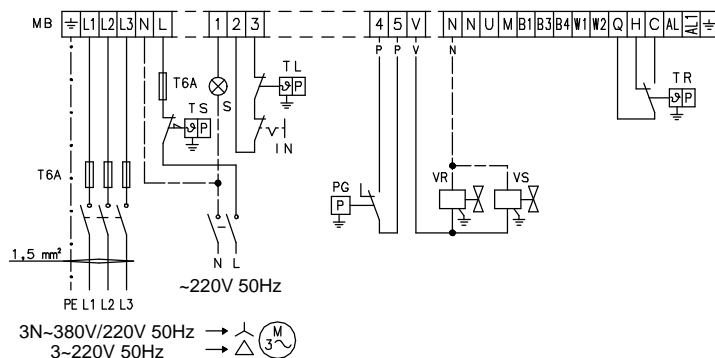 MB ⏚ L1 L2 L3 N L 1 2 3 4 5 V N N U M B1 B3 B4 W1 W2 Q H C AL AL1 ⏚
P P V N
T6A S TL
ϑ P
TS
ϑ P
IN
TR
ϑ P
T6A
PG
P
VR VS
1,5 mm²
N L
~220V 50Hz
PE L1 L2 L3
3N~380V/220V 50Hz
3~220V 50Hz
M
3~